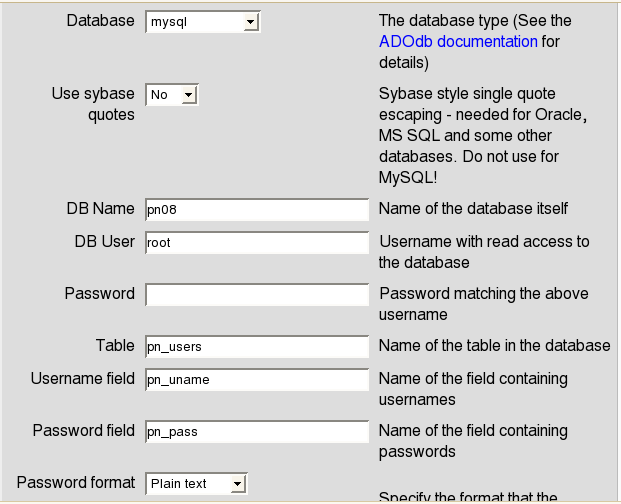 Database mysql The database type (See the
ADOdb documentation for
details)
Use sybase No Sybase style single quote
quotes escaping - needed for Oracle,
MS SQL and some other
databases. Do not use for
MySQL!
DB Name pn08 Name of the database itself
DB User root Username with read access to
the database
Password Password matching the above
username
Table pn_users Name of the table in the database
Username field pn_uname Name of the field containing
usernames
Password field pn_pass Name of the field containing
passwords
Password format Plain text
Specify the format that the